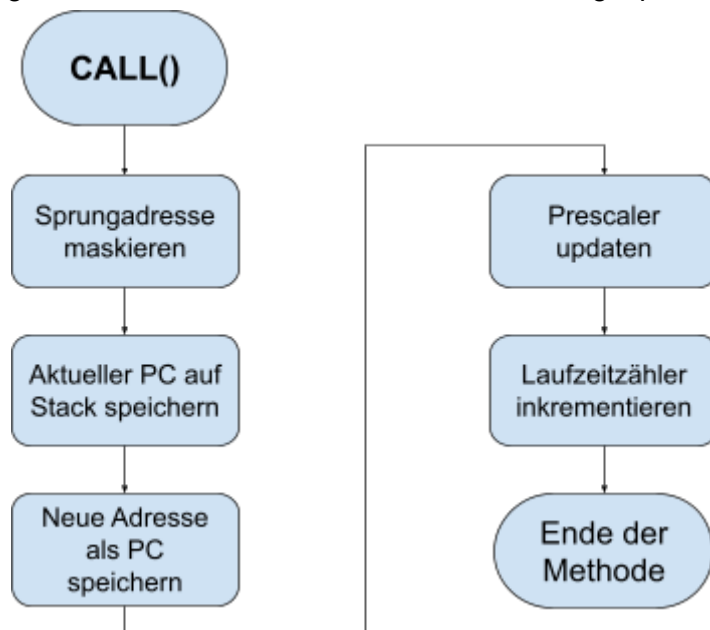 CALL()
Sprungadresse
maskieren
Aktueller PC auf
Stack speichern
Neue Adresse
als PC
speichern
Prescaler
updaten
Laufzeitzähler
inkrementieren
Ende der
Methode